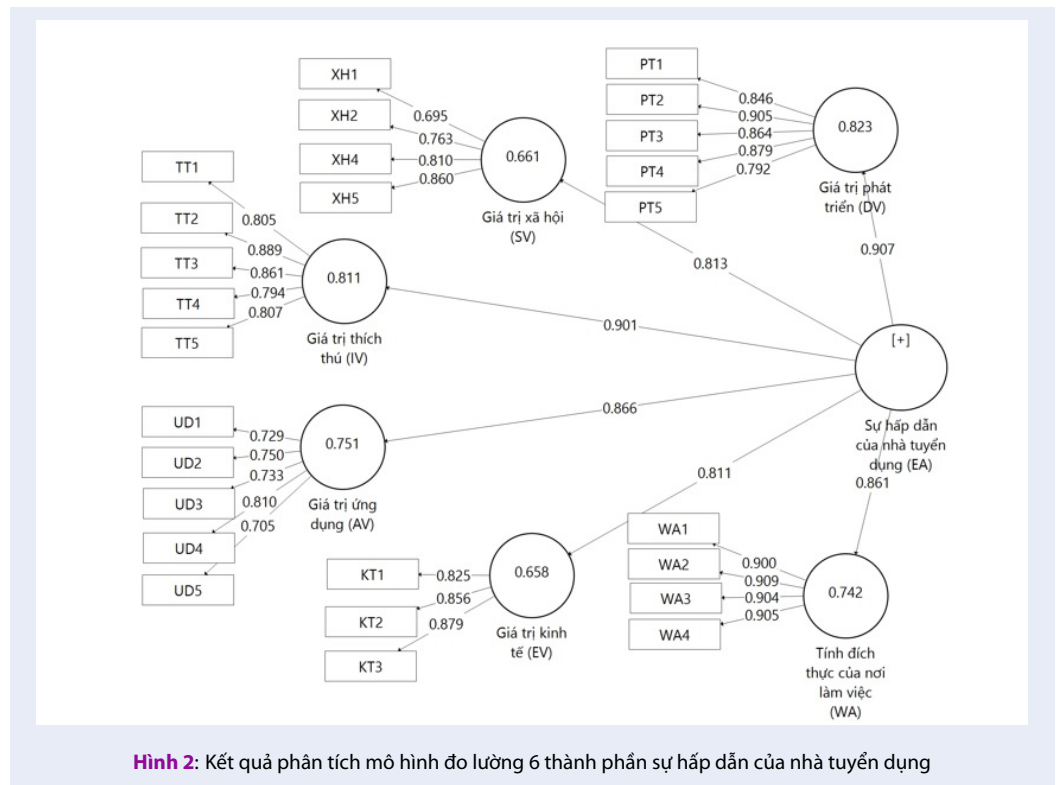 XH1
XH2
XH4
XH5
0.695
0.763
0.810
0.860
0.661
Giá trị xã hội
(SV)
PT1
PT2
PT3
PT4
PT5
0.846
0.905
0.864
0.879
0.792
0.823
Giá trị phát
triển (DV)
0.907
0.813
TT1
TT2
TT3
TT4
TT5
0.805
0.889
0.861
0.794
0.807
0.811
Giá trị thích
thú (IV)
0.901
[+]
Sự hấp dẫn
của nhà tuyển
dụng (EA)
0.866
UD1
UD2
UD3
UD4
UD5
0.729
0.750
0.733
0.810
0.705
0.751
Giá trị ứng
dụng (AV)
0.811
0.861
KT1
KT2
KT3
0.825
0.856
0.879
0.658
Giá trị kinh
tế (EV)
WA1
WA2
WA3
WA4
0.900
0.909
0.904
0.905
0.742
Tính đích
thực của nơi
làm việc
(WA)
Hình 2: Kết quả phân tích mô hình đo lường 6 thành phần sự hấp dẫn của nhà tuyển dụng